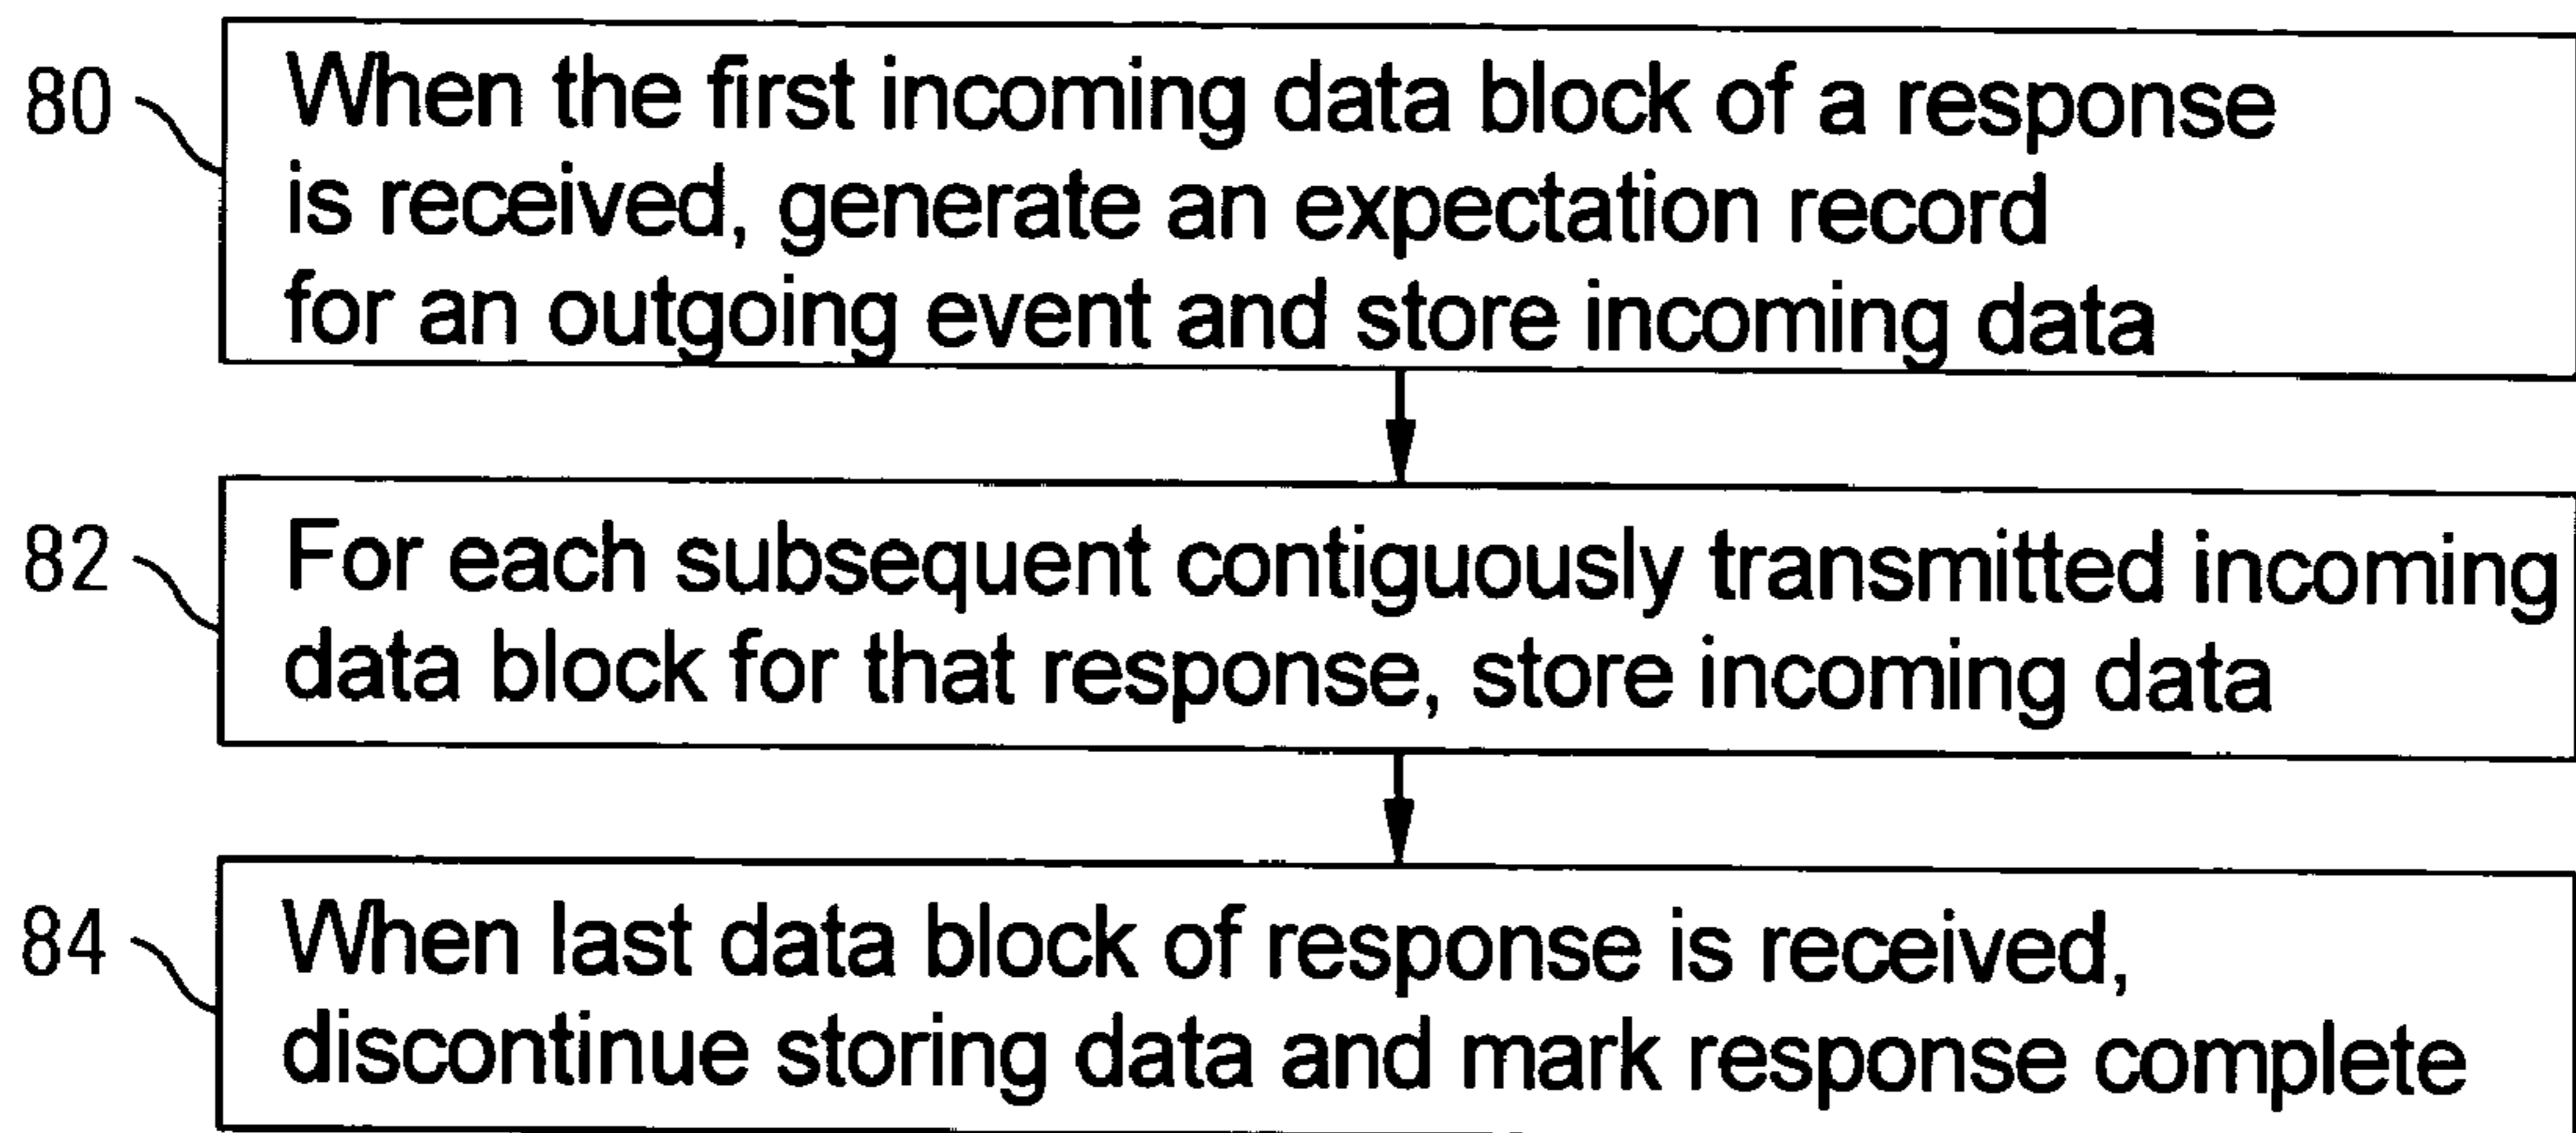 80
When the first incoming data block of a response
is received, generate an expectation record
for an outgoing event and store incoming data
82
For each subsequent contiguously transmitted incoming
data block for that response, store incoming data
84
When last data block of response is received,
discontinue storing data and mark response complete